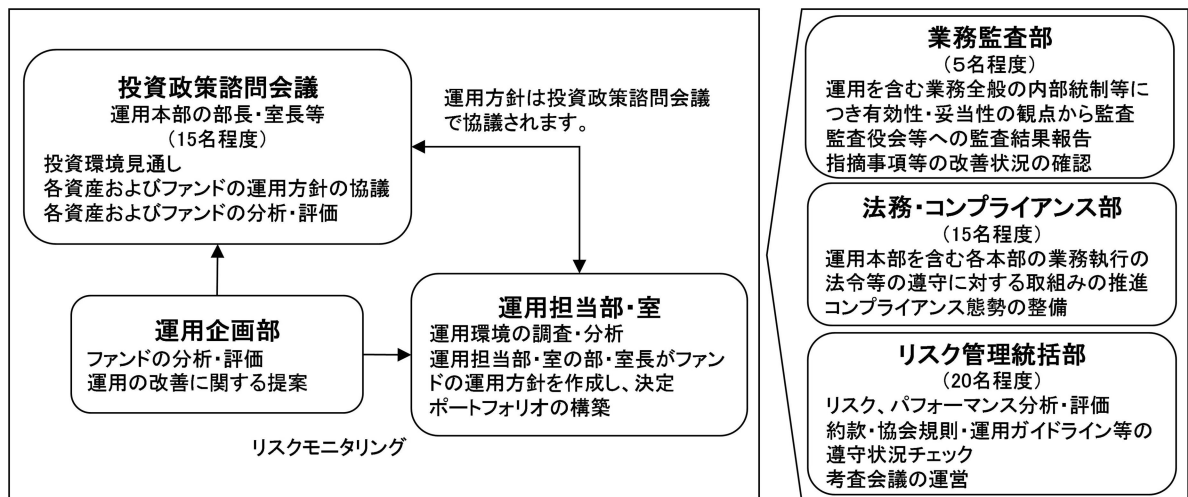 投資政策諮問会議
運用本部の部長・室長等
（15名程度）
投資環境見通し
各資産およびファンドの運用方針の協議
各資産およびファンドの分析・評価
運用方針は投資政策諮問会議
で協議されます。
運用企画部
ファンドの分析・評価
運用の改善に関する提案
運用担当部・室
運用環境の調査・分析
運用担当部・室の部・室長がファン
ドの運用方針を作成し、決定
ポートフォリオの構築
リスクモニタリング
業務監査部
（5名程度）
運用を含む業務全般の内部統制等に
つき有効性・妥当性の観点から監査
監査役会等への監査結果報告
指摘事項等の改善状況の確認
法務・コンプライアンス部
（15名程度）
運用本部を含む各本部の業務執行の
法令等の遵守に対する取組みの推進
コンプライアンス態勢の整備
リスク管理統括部
（20名程度）
リスク、パフォーマンス分析・評価
約款・協会規則・運用ガイドライン等の
遵守状況チェック
考査会議の運営